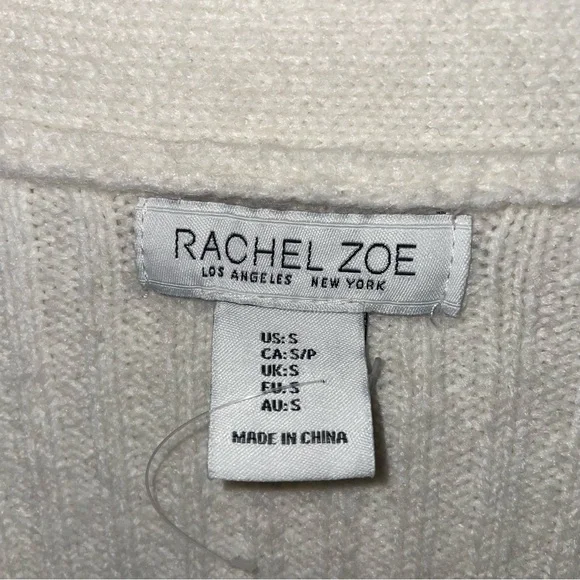 RACHEL ZOE
LOS ANGELES NEW YORK
US: S
CA: S/P
UK: S
EU: S
AU: S
MADE IN CHINA